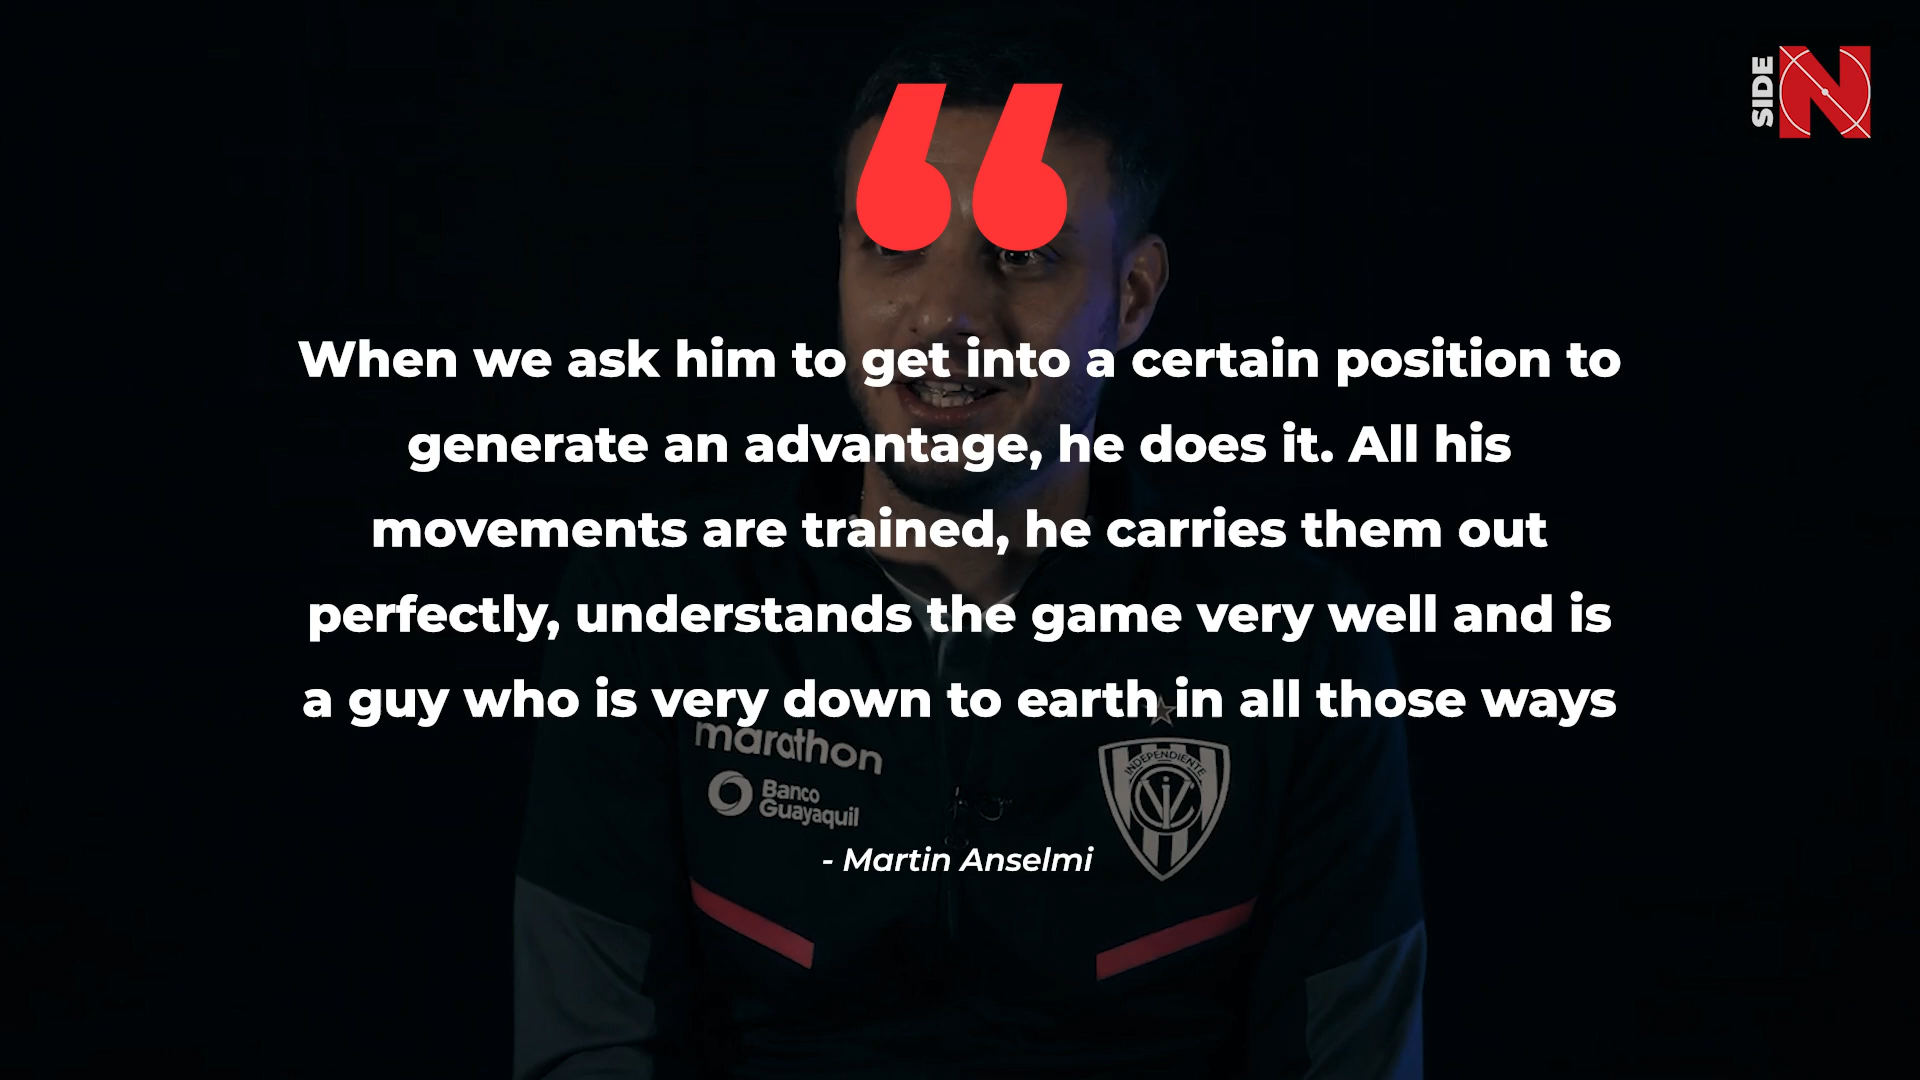 SIDE N
“
When we ask him to get into a certain position to
generate an advantage, he does it. All his
movements are trained, he carries them out
perfectly, understands the game very well and is
a guy who is very down to earth in all those ways
marathon
Banco
Guayaquil
INDEPENDIENTE
- Martin Anselmi